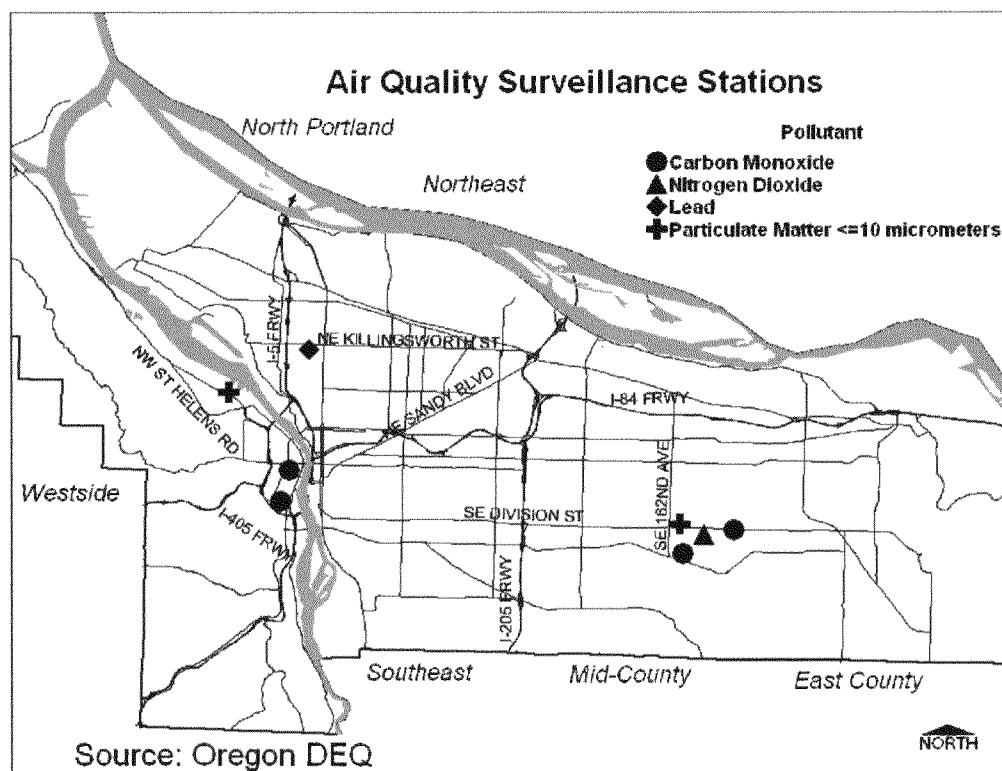 Air Quality Surveillance Stations
North Portland
Pollutant
Carbon Monoxide
Nitrogen Dioxide
Lead
Particulate Matter <=10 micrometers
Northeast
I-5 FRWY
NE KILLINGSWORTH ST
NW ST HELENS RD
NE SANDY BLVD
I-84 FRWY
Westside
I-405 FRWY
SE DIVISION ST
SE 162ND AVE
I-205 FRWY
Southeast
Mid-County
East County
Source: Oregon DEQ
NORTH